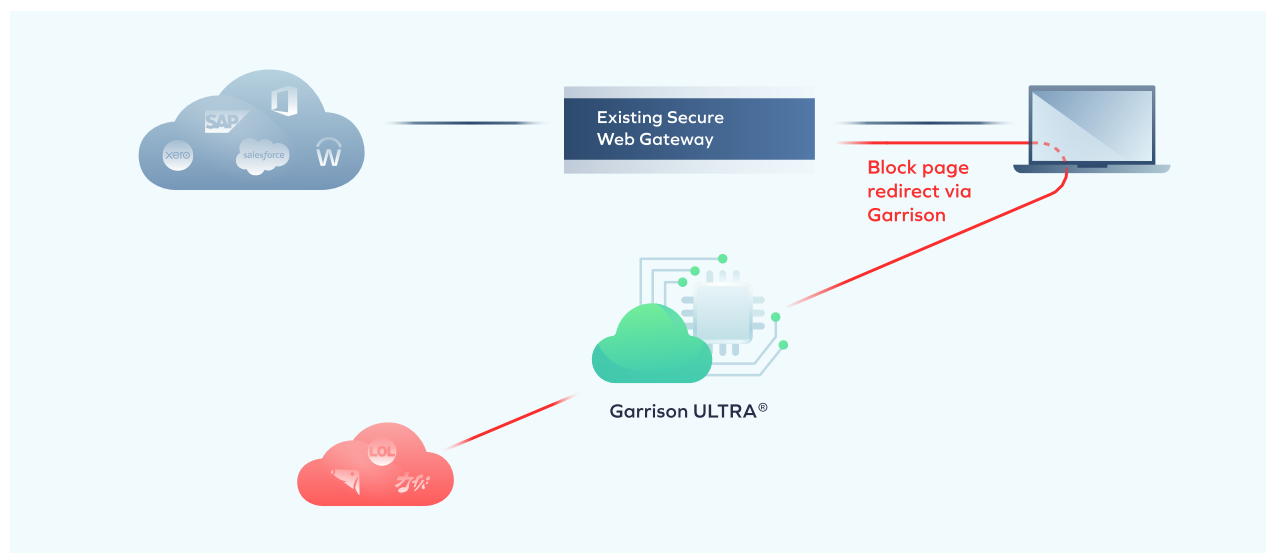 SAP
xero
salesforce
W
Existing Secure
Web Gateway
Block page
redirect via
Garrison
Garrison ULTRA®
LOL